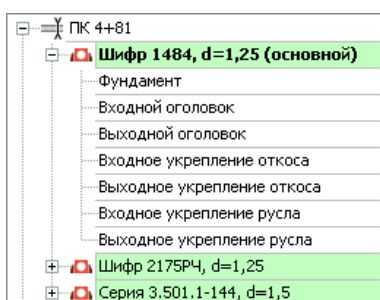 ПК 4+81
Шифр 1484, d=1,25 (основной)
Фундамент
Входной оголовок
Выходной оголовок
Входное укрепление откоса
Выходное укрепление откоса
Входное укрепление русла
Выходное укрепление русла
Шифр 2175РЧ, d=1,25
Серия 3.501.1-144, d=1,5